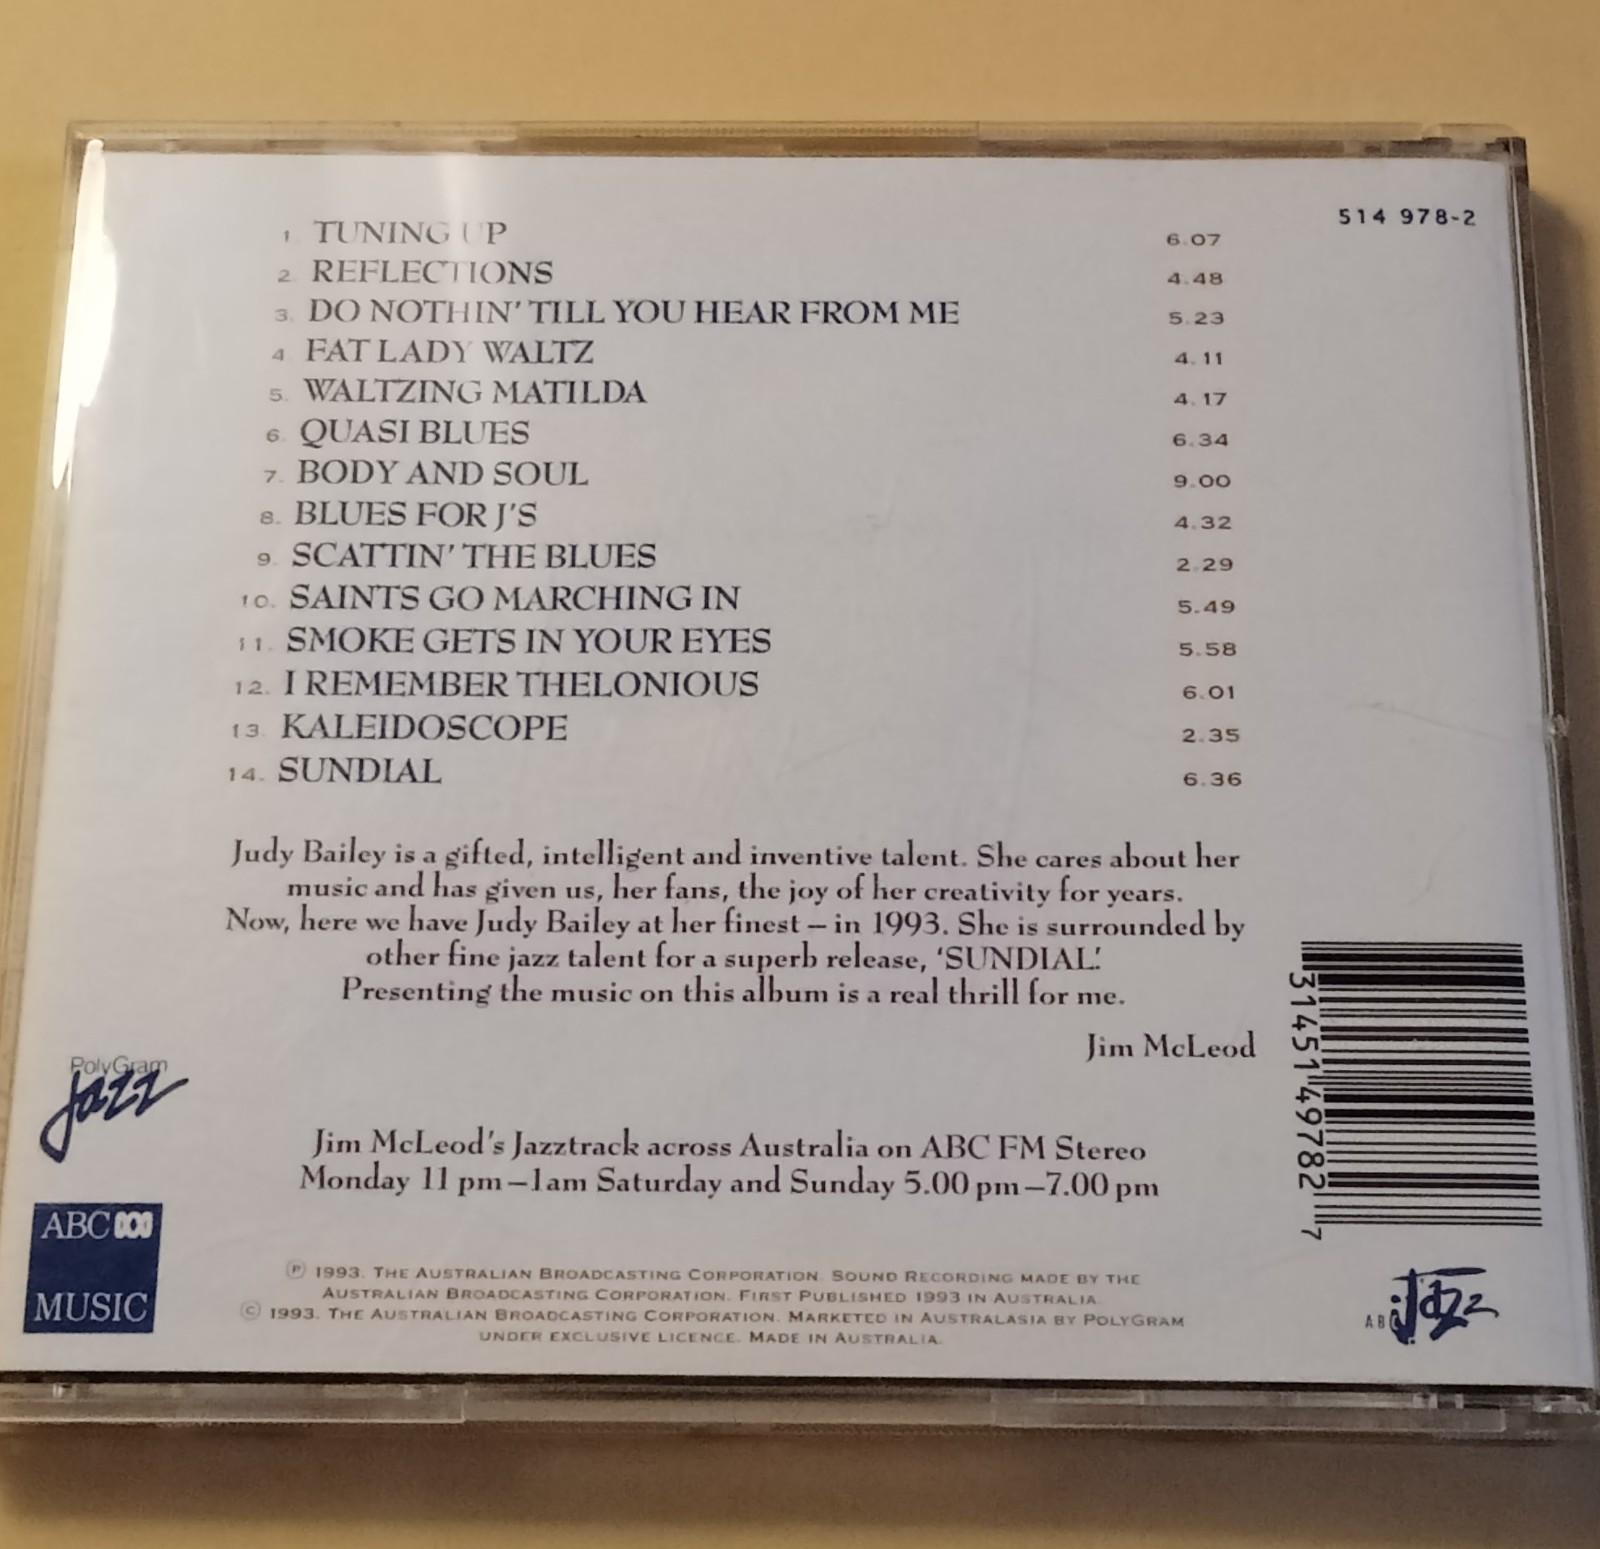 514 978-2
1. TUNING UP 6.07
2. REFLECTIONS 4.48
3. DO NOTHIN' TILL YOU HEAR FROM ME 5.23
4. FAT LADY WALTZ 4.11
5. WALTZING MATILDA 4.17
6. QUASI BLUES 6.34
7. BODY AND SOUL 9.00
8. BLUES FOR J'S 4.32
9. SCATTIN' THE BLUES 2.29
10. SAINTS GO MARCHING IN 5.49
11. SMOKE GETS IN YOUR EYES 5.58
12. I REMEMBER THELONIOUS 6.01
13. KALEIDOSCOPE 2.35
14. SUNDIAL 6.36
Judy Bailey is a gifted, intelligent and inventive talent. She cares about her
music and has given us, her fans, the joy of her creativity for years.
Now, here we have Judy Bailey at her finest – in 1993. She is surrounded by
other fine jazz talent for a superb release, 'SUNDIAL'.
Presenting the music on this album is a real thrill for me.
Jim McLeod
3 14514 9782 7
PolyGram
Jazz
Jim McLeod's Jazztrack across Australia on ABC FM Stereo
Monday 11 pm – 1am Saturday and Sunday 5.00 pm – 7.00 pm
ABC
MUSIC
Ⓟ 1993. THE AUSTRALIAN BROADCASTING CORPORATION. SOUND RECORDING MADE BY THE
AUSTRALIAN BROADCASTING CORPORATION. FIRST PUBLISHED 1993 IN AUSTRALIA.
© 1993. THE AUSTRALIAN BROADCASTING CORPORATION. MARKETED IN AUSTRALASIA BY POLYGRAM
UNDER EXCLUSIVE LICENCE. MADE IN AUSTRALIA.
ABC Jazz